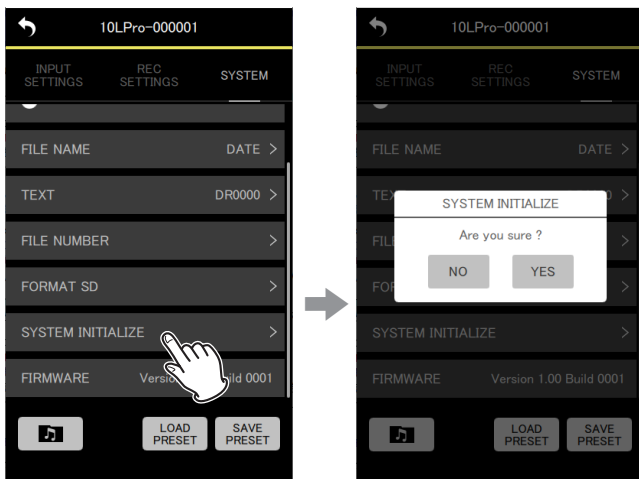 10LPro-000001
INPUT SETTINGS
REC SETTINGS
SYSTEM
FILE NAME DATE >
TEXT DR0000 >
FILE NUMBER >
FORMAT SD >
SYSTEM INITIALIZE >
FIRMWARE 0001
LOAD PRESET
SAVE PRESET
10LPro-000001
INPUT SETTINGS
REC SETTINGS
SYSTEM
FILE NAME DATE >
SYSTEM INITIALIZE
Are you sure ?
NO YES
SYSTEM INITIALIZE >
FIRMWARE Version 1.00 Build 0001
LOAD PRESET
SAVE PRESET